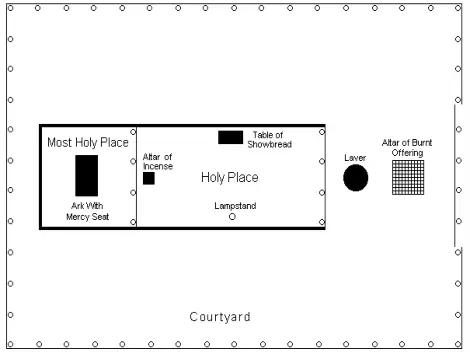 Most Holy Place
Ark With
Mercy Seat
Altar of
Incense
Table of
Showbread
Holy Place
Lampstand
Laver
Altar of Burnt
Offering
Courtyard